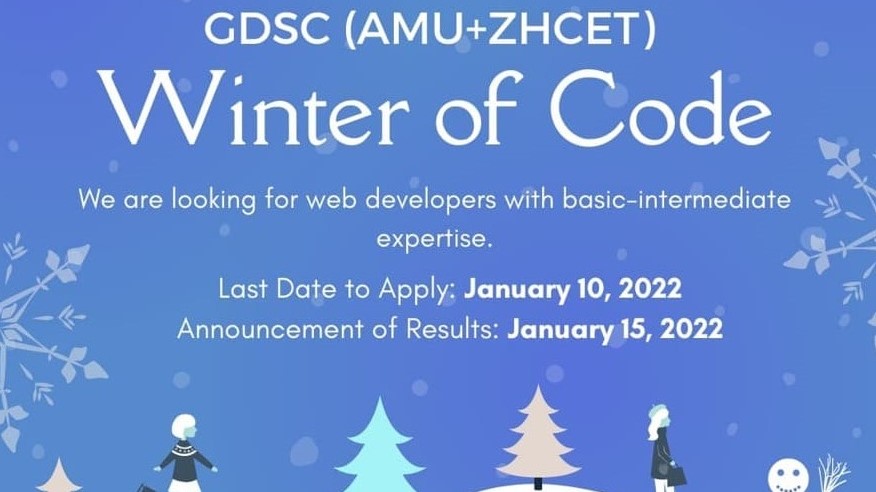 GDSC (AMU+ZHCET)
Winter of Code
We are looking for web developers with basic-intermediate
expertise.
Last Date to Apply: January 10, 2022
Announcement of Results: January 15, 2022